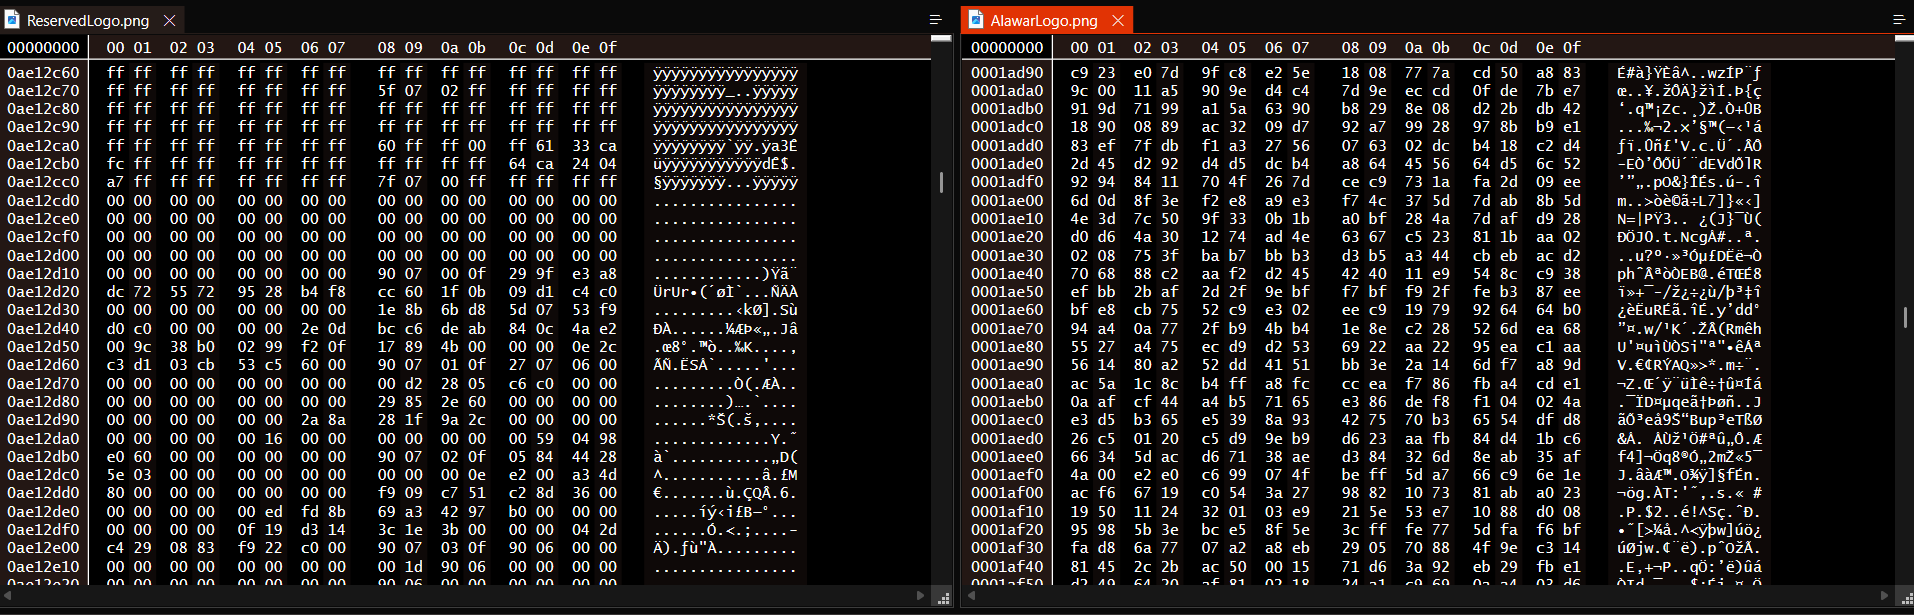 ReservedLogo.png
00000000 00 01 02 03 04 05 06 07 08 09 0a 0b 0c 0d 0e 0f
0ae12c60 ff ff ff ff ff ff ff ff ff ff ff ff ff ff ff ff ÿÿÿÿÿÿÿÿÿÿÿÿÿÿÿÿ
0ae12c70 ff ff ff ff ff ff ff ff 5f 07 02 ff ff ff ff ff ÿÿÿÿÿÿÿÿ_..ÿÿÿÿÿ
0ae12c80 ff ff ff ff ff ff ff ff ff ff ff ff ff ff ff ff ÿÿÿÿÿÿÿÿÿÿÿÿÿÿÿÿ
0ae12c90 ff ff ff ff ff ff ff ff ff ff ff ff ff ff ff ff ÿÿÿÿÿÿÿÿÿÿÿÿÿÿÿÿ
0ae12ca0 ff ff ff ff ff ff ff ff 60 ff ff 00 ff 61 33 ca ÿÿÿÿÿÿÿÿ`ÿÿ.ÿa3Ê
0ae12cb0 fc ff ff ff ff ff ff ff ff ff ff ff 64 ca 24 04 üÿÿÿÿÿÿÿÿÿÿÿdÊ$.
0ae12cc0 a7 ff ff ff ff ff ff ff 7f 07 00 ff ff ff ff ff §ÿÿÿÿÿÿÿ...ÿÿÿÿÿ
0ae12cd0 00 00 00 00 00 00 00 00 00 00 00 00 00 00 00 00 ................
0ae12ce0 00 00 00 00 00 00 00 00 00 00 00 00 00 00 00 00 ................
0ae12cf0 00 00 00 00 00 00 00 00 00 00 00 00 00 00 00 00 ................
0ae12d00 00 00 00 00 00 00 00 00 00 00 00 00 00 00 00 00 ................
0ae12d10 00 00 00 00 00 00 00 00 90 07 00 0f 29 9f e3 a8 ............)Ÿã¨
0ae12d20 dc 72 55 72 95 28 b4 f8 cc 60 1f 0b 09 d1 c4 c0 ÜrUr•(´øÌ`...ÑÄÀ
0ae12d30 00 00 00 00 00 00 00 00 1e 8b 6b d8 5d 07 53 f9 .........‹kØ].Sù
0ae12d40 d0 c0 00 00 00 00 2e 0d bc c6 de ab 84 0c 4a e2 ÐÀ......¼ÆÞ«„.Jâ
0ae12d50 00 9c 38 b0 02 99 f2 0f 17 89 4b 00 00 00 0e 2c .œ8°.™ò..‰K....,
0ae12d60 c3 d1 03 cb 53 c5 60 00 90 07 01 0f 27 07 06 00 ÃÑ.ËSÅ`.....'...
0ae12d70 00 00 00 00 00 00 00 00 00 d2 28 05 c6 c0 00 00 .........Ò(.ÆÀ..
0ae12d80 00 00 00 00 00 00 00 00 29 85 2e 60 00 00 00 00 ........)….`....
0ae12d90 00 00 00 00 00 00 2a 8a 28 1f 9a 2c 00 00 00 00 ......*Š(.š,....
0ae12da0 00 00 00 00 00 16 00 00 00 00 00 00 00 59 04 98 .............Y.˜
0ae12db0 e0 60 00 00 00 00 00 00 90 07 02 0f 05 84 44 28 à`...........„D(
0ae12dc0 5e 03 00 00 00 00 00 00 00 00 00 0e e2 00 a3 4d ^...........â.£M
0ae12dd0 80 00 00 00 00 00 00 00 f9 09 c7 51 c2 8d 36 00 €.......ù.ÇQÂ.6.
0ae12de0 00 00 00 00 00 ed fd 8b 69 a3 42 97 b0 00 00 00 .....íý‹i£B—°...
0ae12df0 00 00 00 00 0f 19 d3 14 3c 1e 3b 00 00 00 04 2d ......Ó.<.;....-
0ae12e00 c4 29 08 83 f9 22 c0 00 90 07 03 0f 90 06 00 00 Ä).ƒù"À.........
0ae12e10 00 00 00 00 00 00 00 00 00 1d 90 06 00 00 00 00 ................
AlawarLogo.png
00000000 00 01 02 03 04 05 06 07 08 09 0a 0b 0c 0d 0e 0f
0001ad90 c9 23 e0 7d 9f c8 e2 5e 18 08 77 7a cd 50 a8 83 É#à}ŸÈâ^..wzÍP¨ƒ
0001ada0 9c 00 11 a5 90 9e d4 c4 7d 9e ec cd 0f de 7b e7 œ..¥.žÔÄ}žìÍ.Þ{ç
0001adb0 91 9d 71 99 a1 5a 63 90 b8 29 8e 08 d2 2b db 42 ‘.q™¡Zc.¸)Ž.Ò+ÛB
0001adc0 18 90 08 89 ac 32 09 d7 92 a7 99 28 97 8b b9 e1 ...‰¬2.×’§™(—‹¹á
0001add0 83 ef 7f db f1 a3 27 56 07 63 02 dc b4 18 c2 d4 ƒï.Ûñ£'V.c.Ü´.ÂÔ
0001ade0 2d 45 d2 92 d4 d5 dc b4 a8 64 45 56 64 d5 6c 52 -EÒ’ÔÕÜ´¨dEVdÕlR
0001adf0 92 94 84 11 70 4f 26 7d ce c9 73 1a fa 2d 09 ee ’”„.pO&}ÎÉs.ú-.î
0001ae00 6d 0d 8f 3e f2 e8 a9 e3 f7 4c 37 5d 7d ab 8b 5d m..>òè©ã÷L7]}«‹]
0001ae10 4e 3d 7c 50 9f 33 0b 1b a0 bf 28 4a 7d af d9 28 N=|PŸ3.. ¿(J}¯Ù(
0001ae20 d0 d6 4a 30 12 74 ad 4e 63 67 c5 23 81 1b aa 02 ÐÖJ0.t.NcgÅ#..ª.
0001ae30 02 08 75 3f ba b7 bb b3 d3 b5 a3 44 cb eb ac d2 ..u?º·»³Óµ£DËë¬Ò
0001ae40 70 68 88 c2 aa f2 d2 45 42 40 11 e9 54 8c c9 38 phˆÂªòÒEB@.éTŒÉ8
0001ae50 ef bb 2b af 2d 2f 9e bf f7 bf f9 2f fe b3 87 ee ï»+¯-/ž¿÷¿ù/þ³‡î
0001ae60 bf e8 cb 75 52 c9 e3 02 ee c9 19 79 92 64 64 b0 ¿èËuRÉã.îÉ.y’dd°
0001ae70 94 a4 0a 77 2f b9 4b b4 1e 8e c2 28 52 6d ea 68 ”¤.w/¹K´.ŽÂ(Rmêh
0001ae80 55 27 a4 75 ec d9 d2 53 69 22 aa 22 95 ea c1 aa U'¤uìÙÒSi"ª"•êÁª
0001ae90 56 14 80 a2 52 dd 41 51 bb 3e 2a 14 6d f7 a8 9d V.€¢RÝAQ»>*.m÷¨.
0001aea0 ac 5a 1c 8c b4 ff a8 fc cc ea f7 86 fb a4 cd e1 ¬Z.Œ´ÿ¨üÌê÷†û¤Íá
0001aeb0 0a af cf 44 a4 b5 71 65 e3 86 de f8 f1 04 02 4a .¯ÏD¤µqeã†Þøñ..J
0001aec0 e3 d5 b3 65 e5 39 8a 93 42 75 70 b3 65 54 df d8 ãÕ³eå9Š“Bup³eTßØ
0001aed0 26 c5 01 20 c5 d9 9e b9 d6 23 aa fb 84 d4 1b c6 &Å. ÅÙž¹Ö#ªû„Ô.Æ
0001aee0 66 34 5d ac d6 71 38 ae d3 84 32 6d 8e ab 35 af f4]¬Öq8®Ó„2mŽ«5¯
0001aef0 4a 00 e2 e0 c6 99 07 4f be ff 5d a7 66 c9 6e 1e J.âàÆ™.O¾ÿ]§fÉn.
0001af00 ac f6 67 19 c0 54 3a 27 98 82 10 73 81 ab a0 23 ¬ög.ÀT:'˜‚.s.« #
0001af10 19 50 11 24 32 01 03 e9 21 5e 53 e7 10 88 d0 08 .P.$2..é!^Sç.ˆÐ.
0001af20 95 98 5b 3e bc e5 8f 5e 3c ff fe 77 5d fa f6 bf •˜[>¼å.^<ÿþw]úö¿
0001af30 fa d8 6a 77 07 a2 a8 eb 29 05 70 88 4f 9e c3 14 úØjw.¢¨ë).pˆOžÃ.
0001af40 81 45 2c 2b ac 50 00 15 71 d6 3a 92 eb 29 fb e1 .E,+¬P..qÖ:’ë)ûá